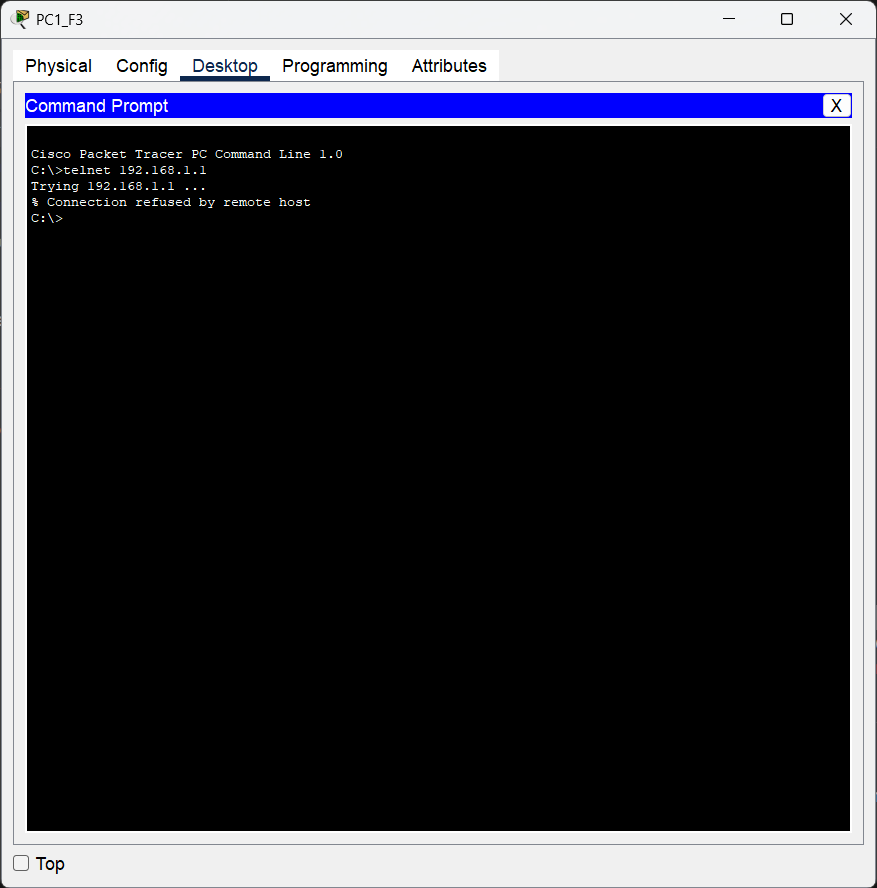 PC1_F3
Physical Config Desktop Programming Attributes
Command Prompt X
Cisco Packet Tracer PC Command Line 1.0
C:\>telnet 192.168.1.1
Trying 192.168.1.1 ...
% Connection refused by remote host
C:\>
Top